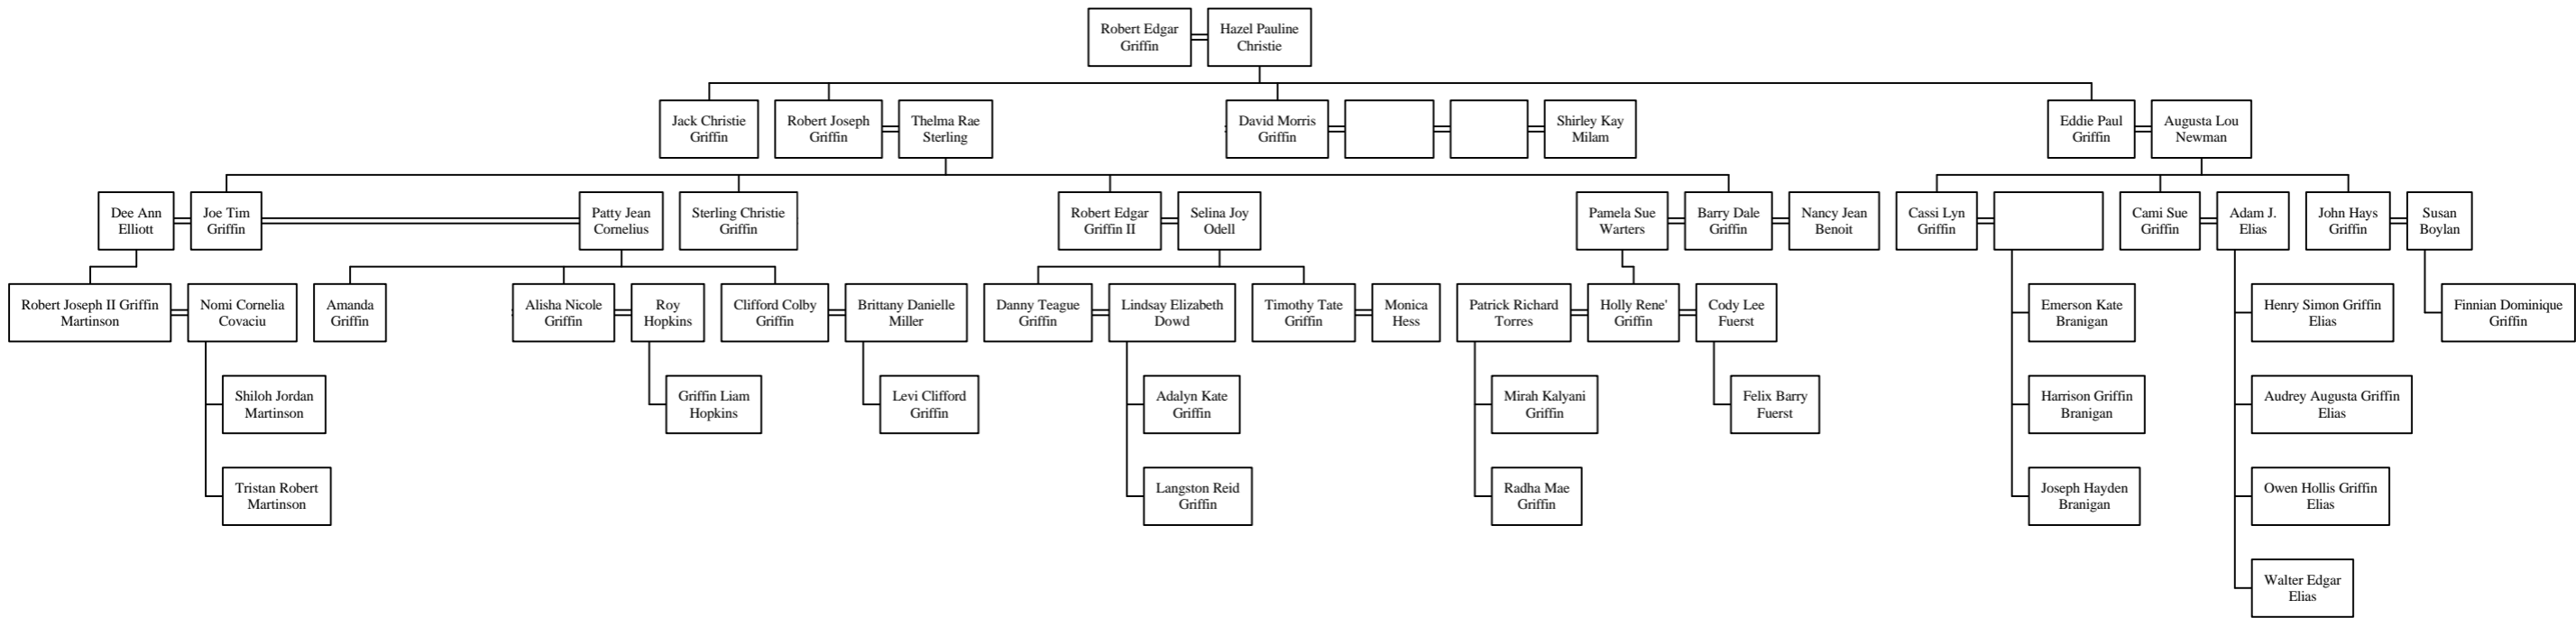 Robert Edgar
Griffin
Hazel Pauline
Christie
Jack Christie
Griffin
Robert Joseph
Griffin
Thelma Rae
Sterling
David Morris
Griffin
Shirley Kay
Milam
Eddie Paul
Griffin
Augusta Lou
Newman
Dee Ann
Elliott
Joe Tim
Griffin
Patty Jean
Cornelius
Sterling Christie
Griffin
Robert Edgar
Griffin II
Selina Joy
Odell
Pamela Sue
Warters
Barry Dale
Griffin
Nancy Jean
Benoit
Cassi Lyn
Griffin
Cami Sue
Griffin
Adam J.
Elias
John Hays
Griffin
Susan
Boylan
Robert Joseph II Griffin
Martinson
Nomi Cornelia
Covaciu
Amanda
Griffin
Alisha Nicole
Griffin
Roy
Hopkins
Clifford Colby
Griffin
Brittany Danielle
Miller
Danny Teague
Griffin
Lindsay Elizabeth
Dowd
Timothy Tate
Griffin
Monica
Hess
Patrick Richard
Torres
Holly Rene'
Griffin
Cody Lee
Fuerst
Emerson Kate
Branigan
Henry Simon Griffin
Elias
Finnian Dominique
Griffin
Shiloh Jordan
Martinson
Griffin Liam
Hopkins
Levi Clifford
Griffin
Adalyn Kate
Griffin
Mirah Kalyani
Griffin
Felix Barry
Fuerst
Harrison Griffin
Branigan
Audrey Augusta Griffin
Elias
Tristan Robert
Martinson
Langston Reid
Griffin
Radha Mae
Griffin
Joseph Hayden
Branigan
Owen Hollis Griffin
Elias
Walter Edgar
Elias